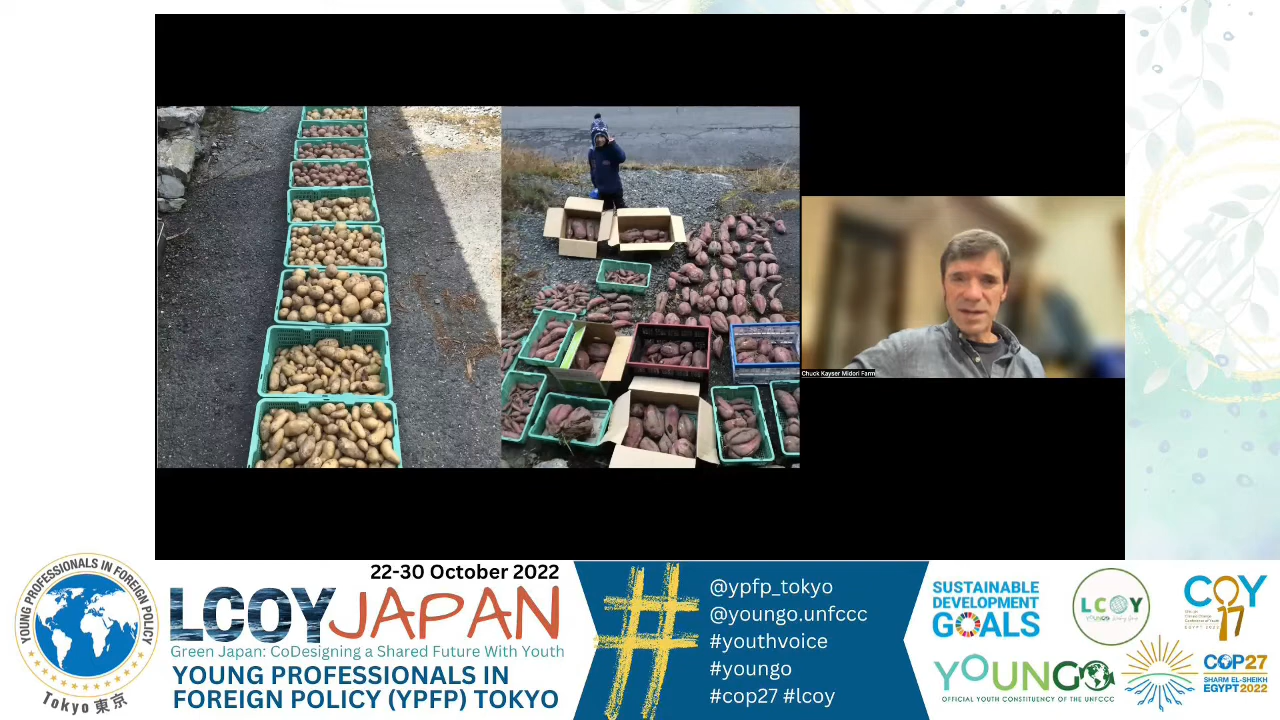 Chuck Kayser Midori Farm
YOUNG PROFESSIONALS IN FOREIGN POLICY
Tokyo 東京
22-30 October 2022
LCOY JAPAN
Green Japan: CoDesigning a Shared Future With Youth
YOUNG PROFESSIONALS IN
FOREIGN POLICY (YPFP) TOKYO
#
@ypfp_tokyo
@youngo.unfccc
#youthvoice
#youngo
#cop27 #lcoy
SUSTAINABLE
DEVELOPMENT
GOALS
LCOY
COY
17
YOUNGO
OFFICIAL YOUTH CONSTITUENCY OF THE UNFCCC
COP27
SHARM EL-SHEIKH
EGYPT 2022